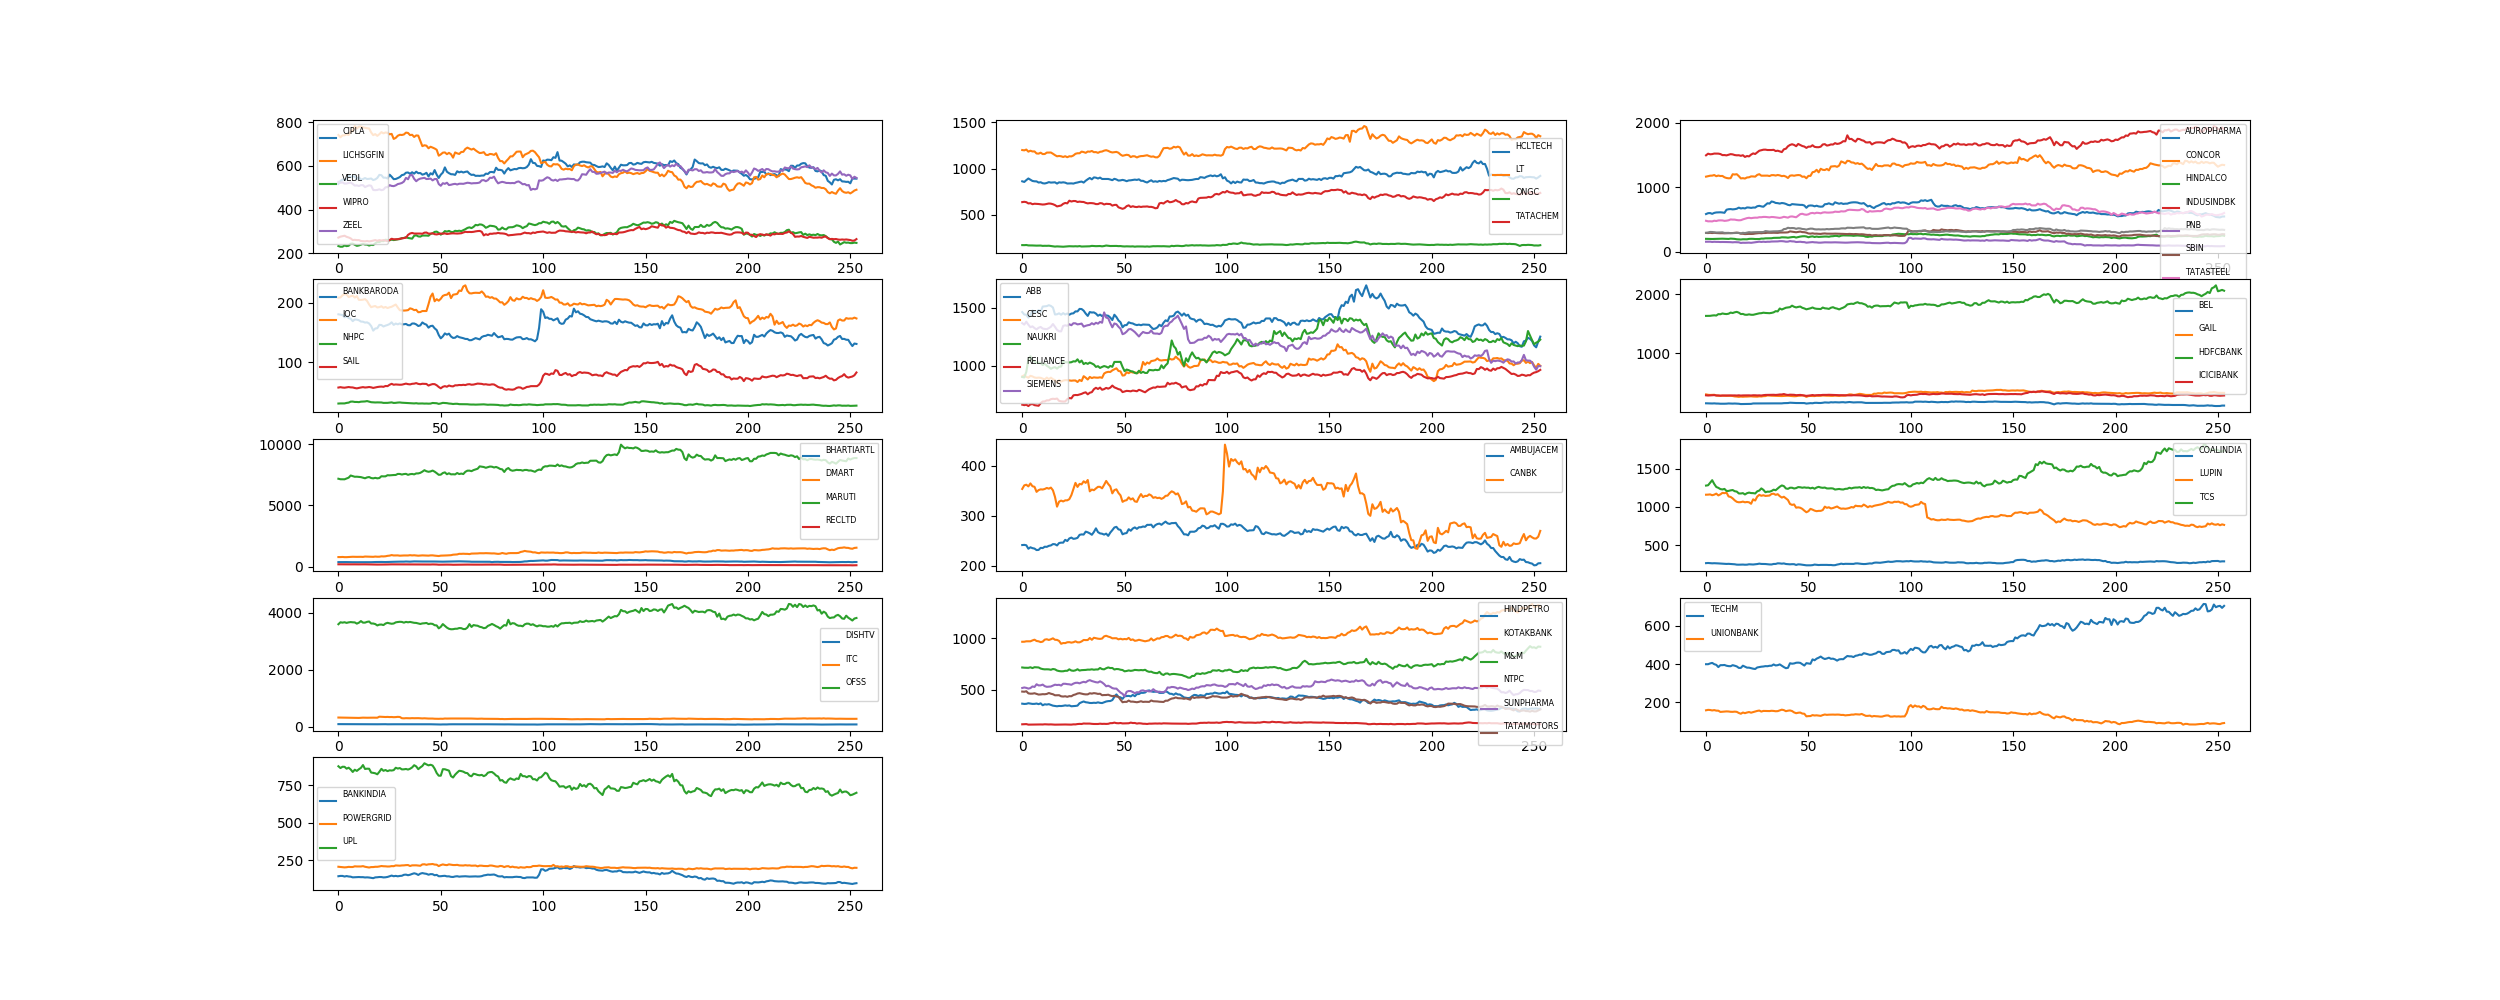 800
600
400
200
CIPLA
LICHSGFIN
VEDL
WIPRO
ZEEL
0 50 100 150 200 250
1500
1000
500
HCLTECH
LT
ONGC
TATACHEM
0 50 100 150 200 250
2000
1000
0
AUROPHARMA
CONCOR
HINDALCO
INDUSINDBK
PNB
SBIN
TATASTEEL
0 50 100 150 200 250
200
100
BANKBARODA
IOC
NHPC
SAIL
0 50 100 150 200 250
1500
1000
ABB
CESC
NAUKRI
RELIANCE
SIEMENS
0 50 100 150 200 250
2000
1000
BEL
GAIL
HDFCBANK
ICICIBANK
0 50 100 150 200 250
10000
5000
0
BHARTIARTL
DMART
MARUTI
RECLTD
0 50 100 150 200 250
400
300
200
AMBUJACEM
CANBK
0 50 100 150 200 250
1500
1000
500
COALINDIA
LUPIN
TCS
0 50 100 150 200 250
4000
2000
0
DISHTV
ITC
OFSS
0 50 100 150 200 250
1000
500
HINDPETRO
KOTAKBANK
M&M
NTPC
SUNPHARMA
TATAMOTORS
0 50 100 150 200 250
600
400
200
TECHM
UNIONBANK
0 50 100 150 200 250
750
500
250
BANKINDIA
POWERGRID
UPL
0 50 100 150 200 250